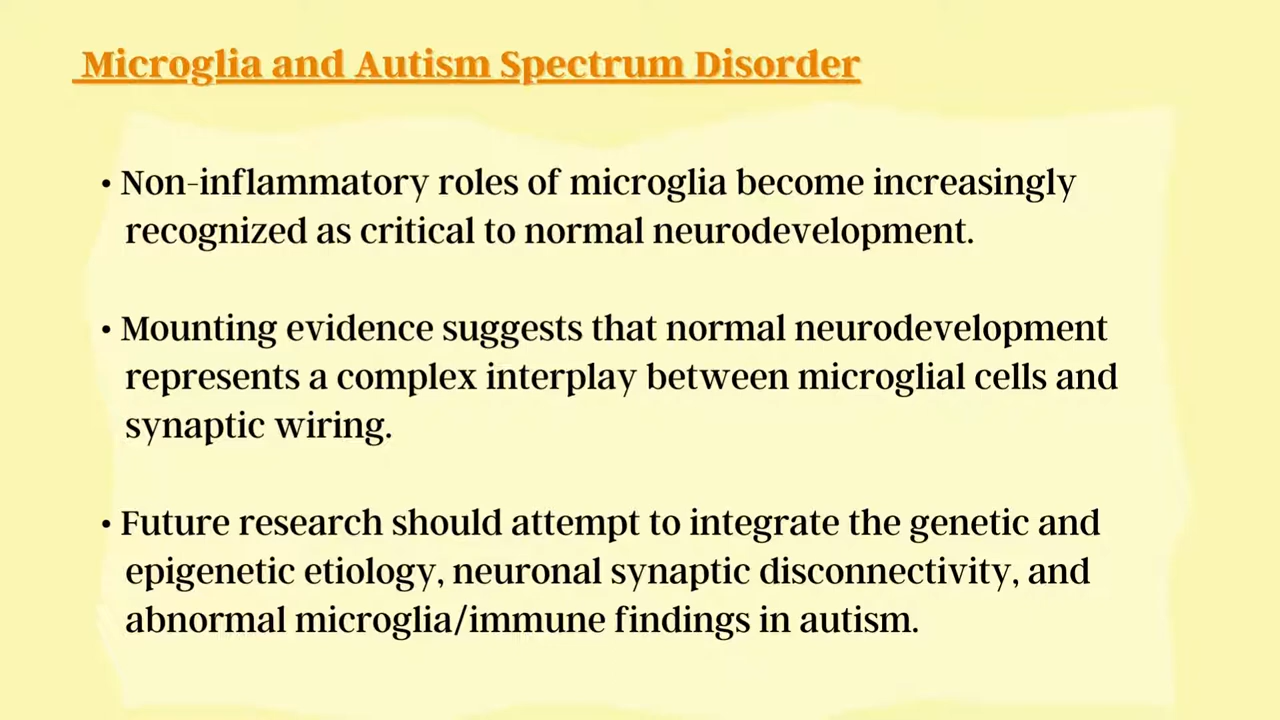 Microglia and Autism Spectrum Disorder
• Non-inflammatory roles of microglia become increasingly
recognized as critical to normal neurodevelopment.
• Mounting evidence suggests that normal neurodevelopment
represents a complex interplay between microglial cells and
synaptic wiring.
• Future research should attempt to integrate the genetic and
epigenetic etiology, neuronal synaptic disconnectivity, and
abnormal microglia/immune findings in autism.